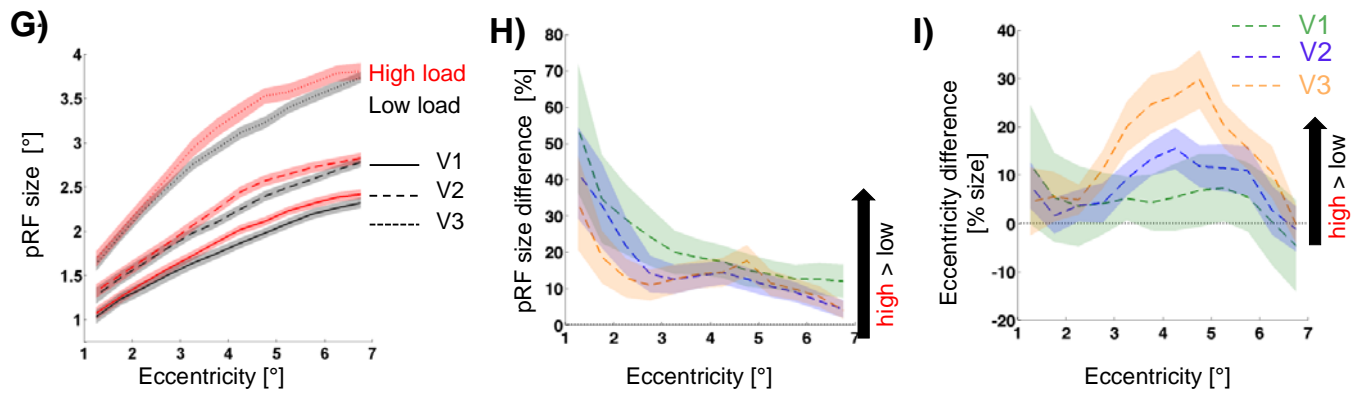 G)
pRF size [°]
4
3.5
3
2.5
2
1.5
1
1 2 3 4 5 6 7
Eccentricity [°]
High load
Low load
V1
V2
V3
H)
pRF size difference [%]
80
70
60
50
40
30
20
10
0
1 2 3 4 5 6 7
Eccentricity [°]
high > low
I)
Eccentricity difference
[% size]
40
30
20
10
0
-10
-20
1 2 3 4 5 6 7
Eccentricity [°]
V1
V2
V3
high > low